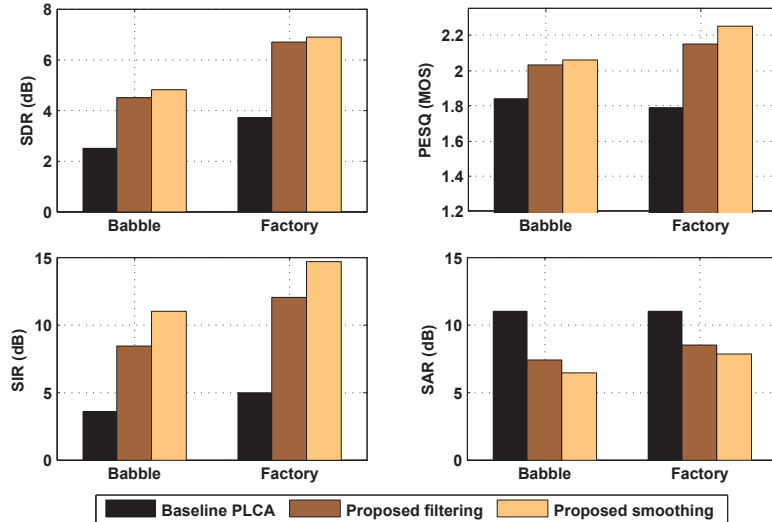 8
6
4
2
0
SDR (dB)
Babble
Factory
2.2
2
1.8
1.6
1.4
1.2
PESQ (MOS)
Babble
Factory
15
10
5
0
SIR (dB)
Babble
Factory
15
10
5
0
SAR (dB)
Babble
Factory
Baseline PLCA
Proposed filtering
Proposed smoothing